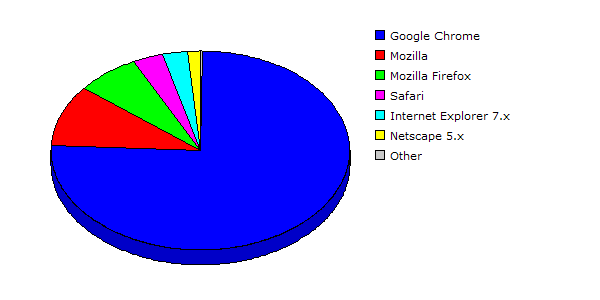 Google Chrome
Mozilla
Mozilla Firefox
Safari
Internet Explorer 7.x
Netscape 5.x
Other